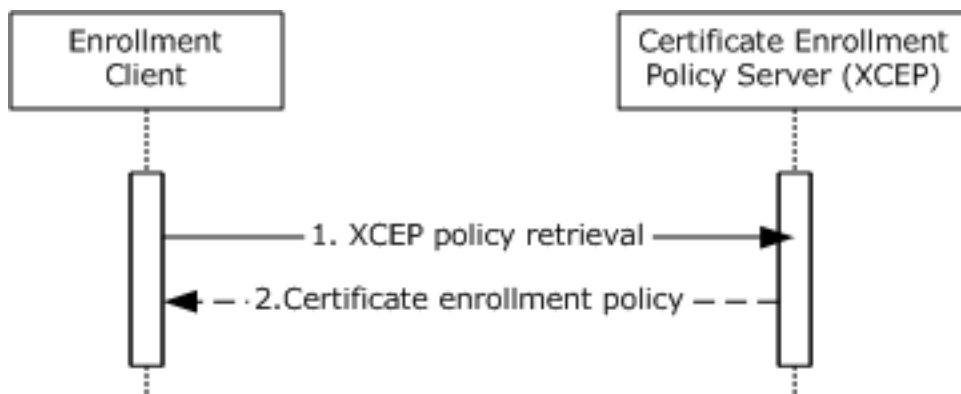 Enrollment
Client
Certificate Enrollment
Policy Server (XCEP)
1. XCEP policy retrieval
2.Certificate enrollment policy